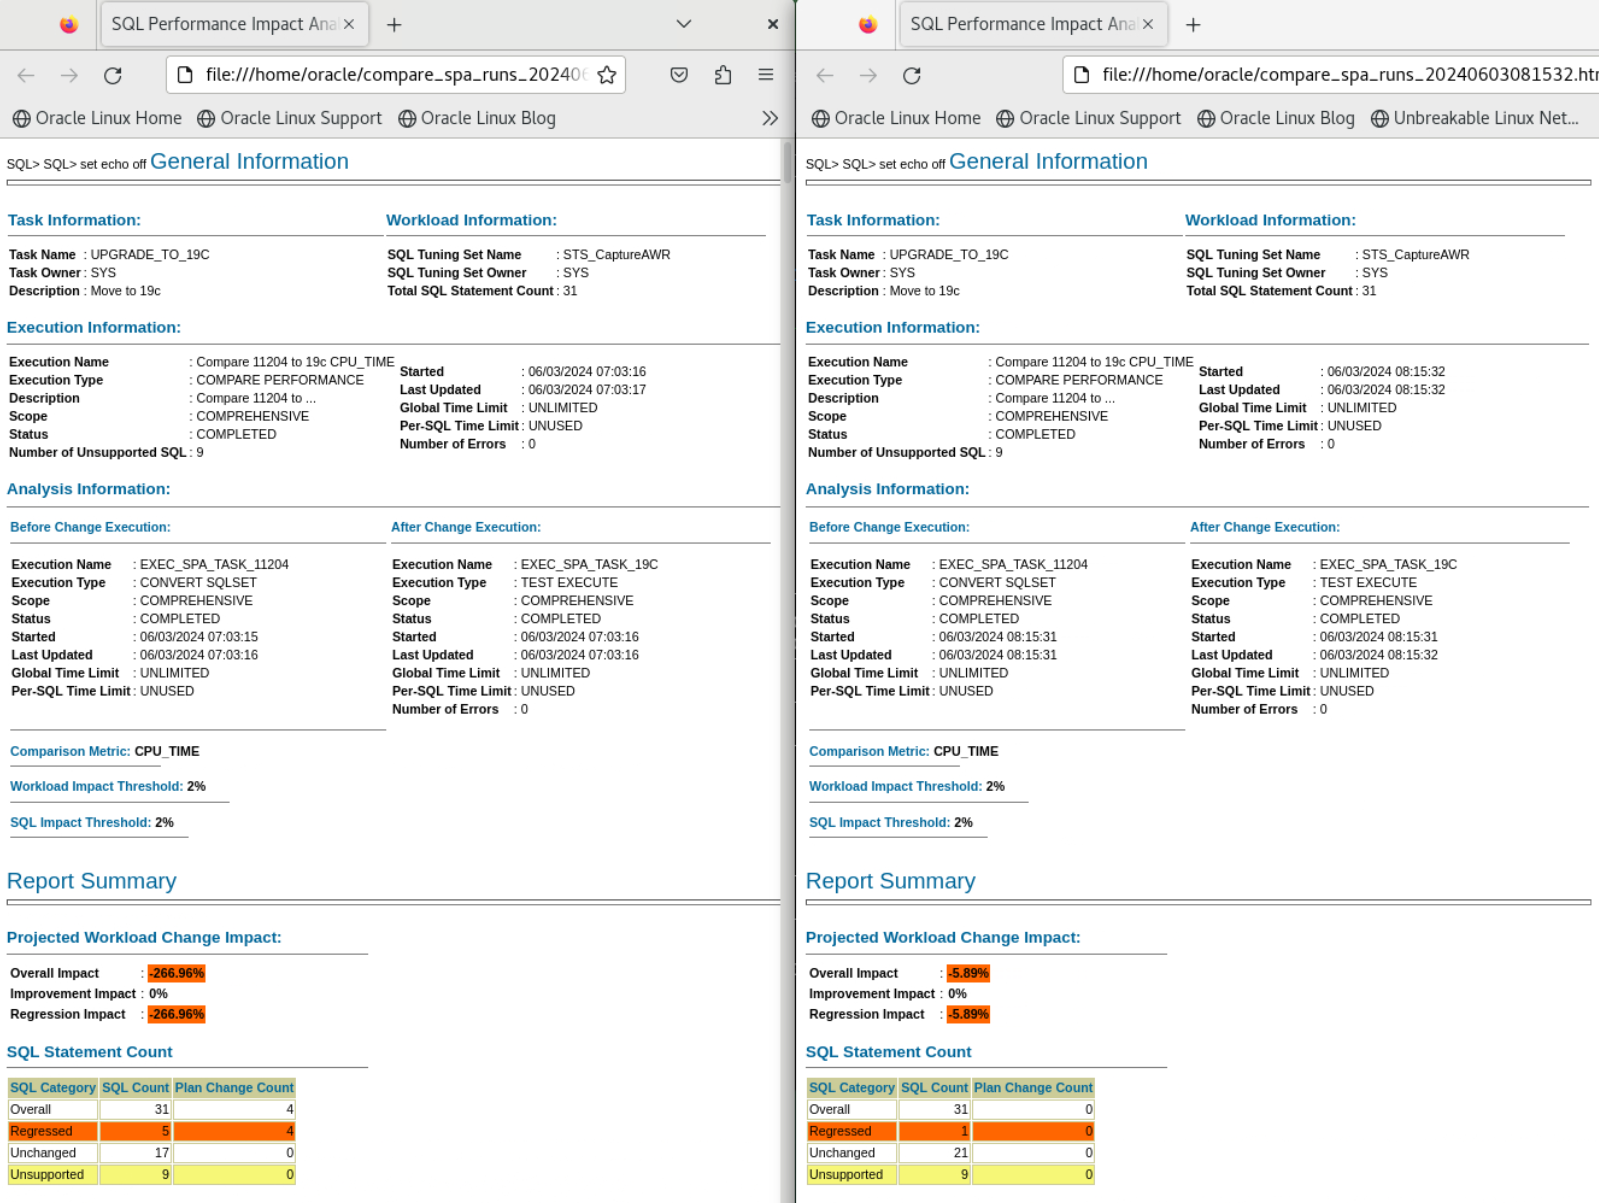 SQL Performance Impact Ana
file:///home/oracle/compare_spa_runs_20240
Oracle Linux Home Oracle Linux Support Oracle Linux Blog
SQL> SQL> set echo off General Information
Task Information:
Task Name : UPGRADE_TO_19C
Task Owner : SYS
Description : Move to 19c
Workload Information:
SQL Tuning Set Name : STS_CaptureAWR
SQL Tuning Set Owner : SYS
Total SQL Statement Count : 31
Execution Information:
Execution Name : Compare 11204 to 19c CPU_TIME
Execution Type : COMPARE PERFORMANCE
Description : Compare 11204 to ...
Scope : COMPREHENSIVE
Status : COMPLETED
Number of Unsupported SQL : 9
Started : 06/03/2024 07:03:16
Last Updated : 06/03/2024 07:03:17
Global Time Limit : UNLIMITED
Per-SQL Time Limit : UNUSED
Number of Errors : 0
Analysis Information:
Before Change Execution:
Execution Name : EXEC_SPA_TASK_11204
Execution Type : CONVERT SQLSET
Scope : COMPREHENSIVE
Status : COMPLETED
Started : 06/03/2024 07:03:15
Last Updated : 06/03/2024 07:03:16
Global Time Limit : UNLIMITED
Per-SQL Time Limit : UNUSED
After Change Execution:
Execution Name : EXEC_SPA_TASK_19C
Execution Type : TEST EXECUTE
Scope : COMPREHENSIVE
Status : COMPLETED
Started : 06/03/2024 07:03:16
Last Updated : 06/03/2024 07:03:16
Global Time Limit : UNLIMITED
Per-SQL Time Limit : UNUSED
Number of Errors : 0
Comparison Metric: CPU_TIME
Workload Impact Threshold: 2%
SQL Impact Threshold: 2%
Report Summary
Projected Workload Change Impact:
Overall Impact : -266.96%
Improvement Impact : 0%
Regression Impact : -266.96%
SQL Statement Count
SQL Category SQL Count Plan Change Count
Overall 31 4
Regressed 5 4
Unchanged 17 0
Unsupported 9 0
SQL Performance Impact Ana
file:///home/oracle/compare_spa_runs_20240603081532.htm
Oracle Linux Home Oracle Linux Support Oracle Linux Blog Unbreakable Linux Net...
SQL> SQL> set echo off General Information
Task Information:
Task Name : UPGRADE_TO_19C
Task Owner : SYS
Description : Move to 19c
Workload Information:
SQL Tuning Set Name : STS_CaptureAWR
SQL Tuning Set Owner : SYS
Total SQL Statement Count : 31
Execution Information:
Execution Name : Compare 11204 to 19c CPU_TIME
Execution Type : COMPARE PERFORMANCE
Description : Compare 11204 to ...
Scope : COMPREHENSIVE
Status : COMPLETED
Number of Unsupported SQL : 9
Started : 06/03/2024 08:15:32
Last Updated : 06/03/2024 08:15:32
Global Time Limit : UNLIMITED
Per-SQL Time Limit : UNUSED
Number of Errors : 0
Analysis Information:
Before Change Execution:
Execution Name : EXEC_SPA_TASK_11204
Execution Type : CONVERT SQLSET
Scope : COMPREHENSIVE
Status : COMPLETED
Started : 06/03/2024 08:15:31
Last Updated : 06/03/2024 08:15:31
Global Time Limit : UNLIMITED
Per-SQL Time Limit : UNUSED
After Change Execution:
Execution Name : EXEC_SPA_TASK_19C
Execution Type : TEST EXECUTE
Scope : COMPREHENSIVE
Status : COMPLETED
Started : 06/03/2024 08:15:31
Last Updated : 06/03/2024 08:15:32
Global Time Limit : UNLIMITED
Per-SQL Time Limit : UNUSED
Number of Errors : 0
Comparison Metric: CPU_TIME
Workload Impact Threshold: 2%
SQL Impact Threshold: 2%
Report Summary
Projected Workload Change Impact:
Overall Impact : -5.89%
Improvement Impact : 0%
Regression Impact : -5.89%
SQL Statement Count
SQL Category SQL Count Plan Change Count
Overall 31 0
Regressed 1 0
Unchanged 21 0
Unsupported 9 0